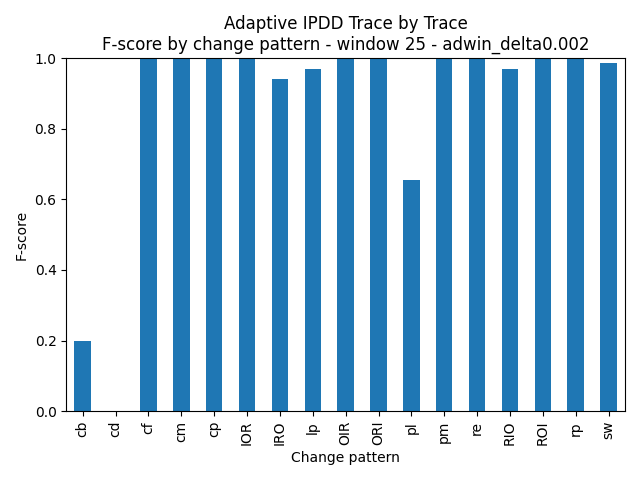 Adaptive IPDD Trace by Trace
F-score by change pattern - window 25 - adwin_delta0.002
1.0
0.8
0.6
0.4
0.2
0.0
F-score
cb
cd
cf
cm
cp
IOR
IRO
lp
OIR
ORI
pl
pm
re
RIO
ROI
rp
sw
Change pattern